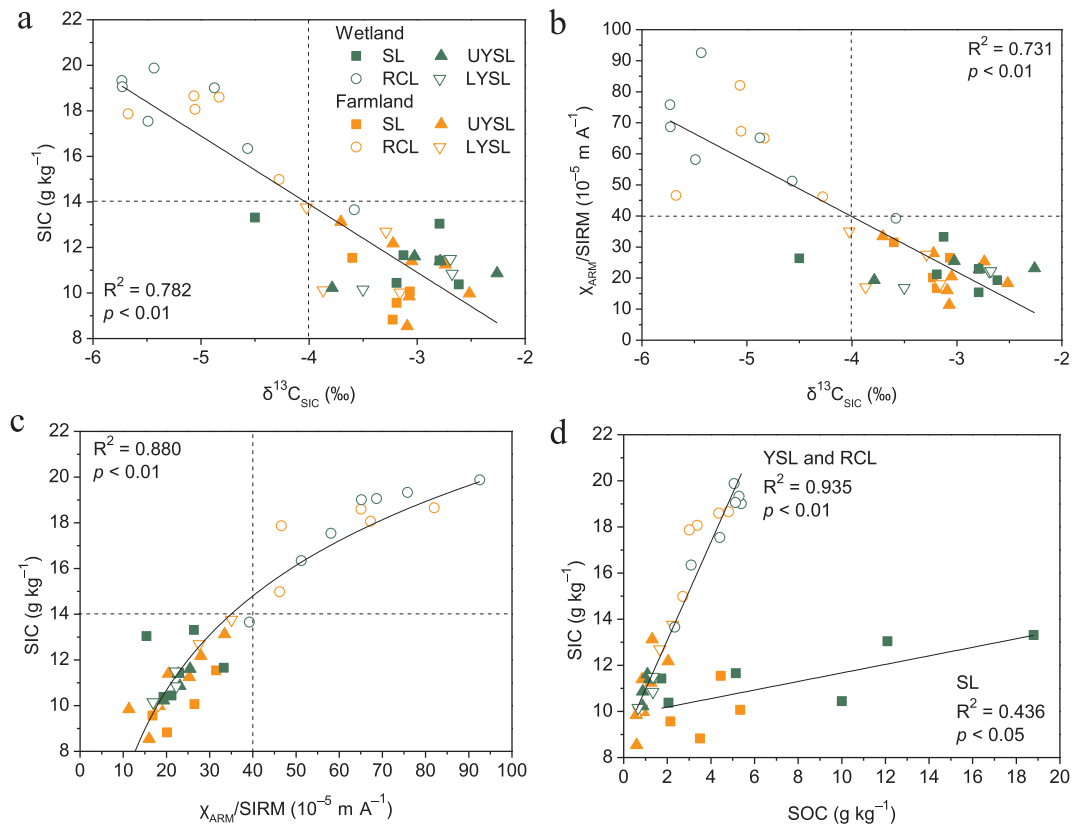 a
22
20
18
16
14
12
10
8
SIC (g kg⁻¹)
Wetland
SL UYSL
RCL LYSL
Farmland
SL UYSL
RCL LYSL
R² = 0.782
p < 0.01
-6 -5 -4 -3 -2
δ¹³C_SIC (‰)
b
100
90
80
70
60
50
40
30
20
10
0
χ_ARM/SIRM (10⁻⁵ m A⁻¹)
R² = 0.731
p < 0.01
-6 -5 -4 -3 -2
δ¹³C_SIC (‰)
c
22
20
18
16
14
12
10
8
SIC (g kg⁻¹)
R² = 0.880
p < 0.01
0 10 20 30 40 50 60 70 80 90 100
χ_ARM/SIRM (10⁻⁵ m A⁻¹)
d
22
20
18
16
14
12
10
8
SIC (g kg⁻¹)
YSL and RCL
R² = 0.935
p < 0.01
SL
R² = 0.436
p < 0.05
0 2 4 6 8 10 12 14 16 18 20
SOC (g kg⁻¹)